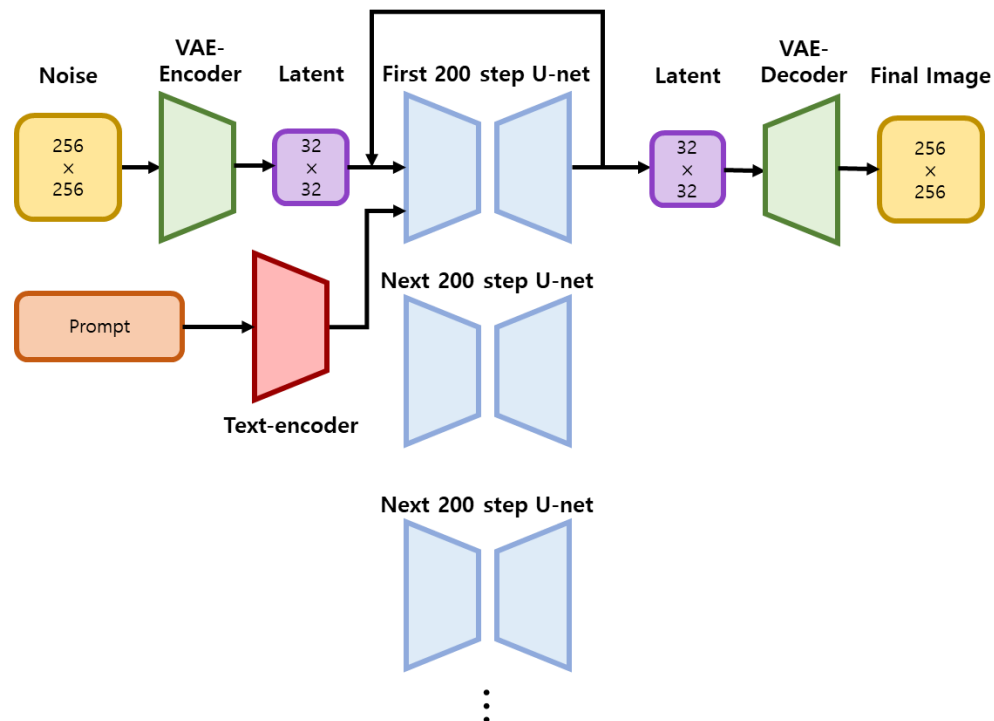 Noise
VAE-
Encoder
Latent
First 200 step U-net
Latent
VAE-
Decoder
Final Image
256
×
256
32
×
32
32
×
32
256
×
256
Next 200 step U-net
Prompt
Text-encoder
Next 200 step U-net